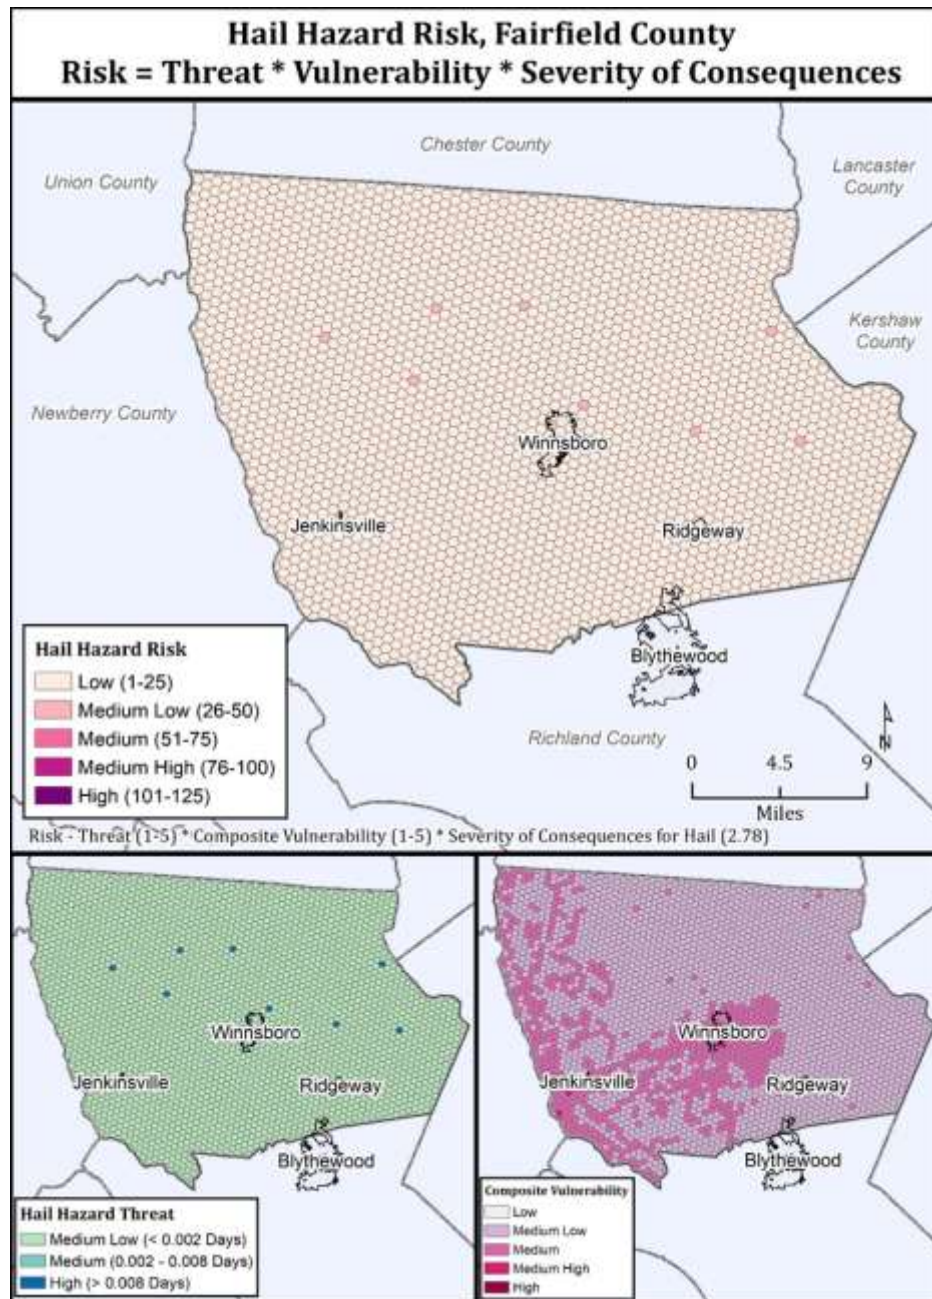 Hail Hazard Risk, Fairfield County
Risk = Threat * Vulnerability * Severity of Consequences
Chester County
Union County
Lancaster
County
Kershaw
County
Newberry County
Winnsboro
Jenkinsville
Ridgeway
Blythewood
Richland County
Hail Hazard Risk
Low (1-25)
Medium Low (26-50)
Medium (51-75)
Medium High (76-100)
High (101-125)
N
0 4.5 9
Miles
Risk - Threat (1-5) * Composite Vulnerability (1-5) * Severity of Consequences for Hail (2.78)
Winnsboro
Jenkinsville
Ridgeway
Blythewood
Hail Hazard Threat
Medium Low (< 0.002 Days)
Medium (0.002 - 0.008 Days)
High (> 0.008 Days)
Winnsboro
Jenkinsville
Ridgeway
Blythewood
Composite Vulnerability
Low
Medium Low
Medium
Medium High
High